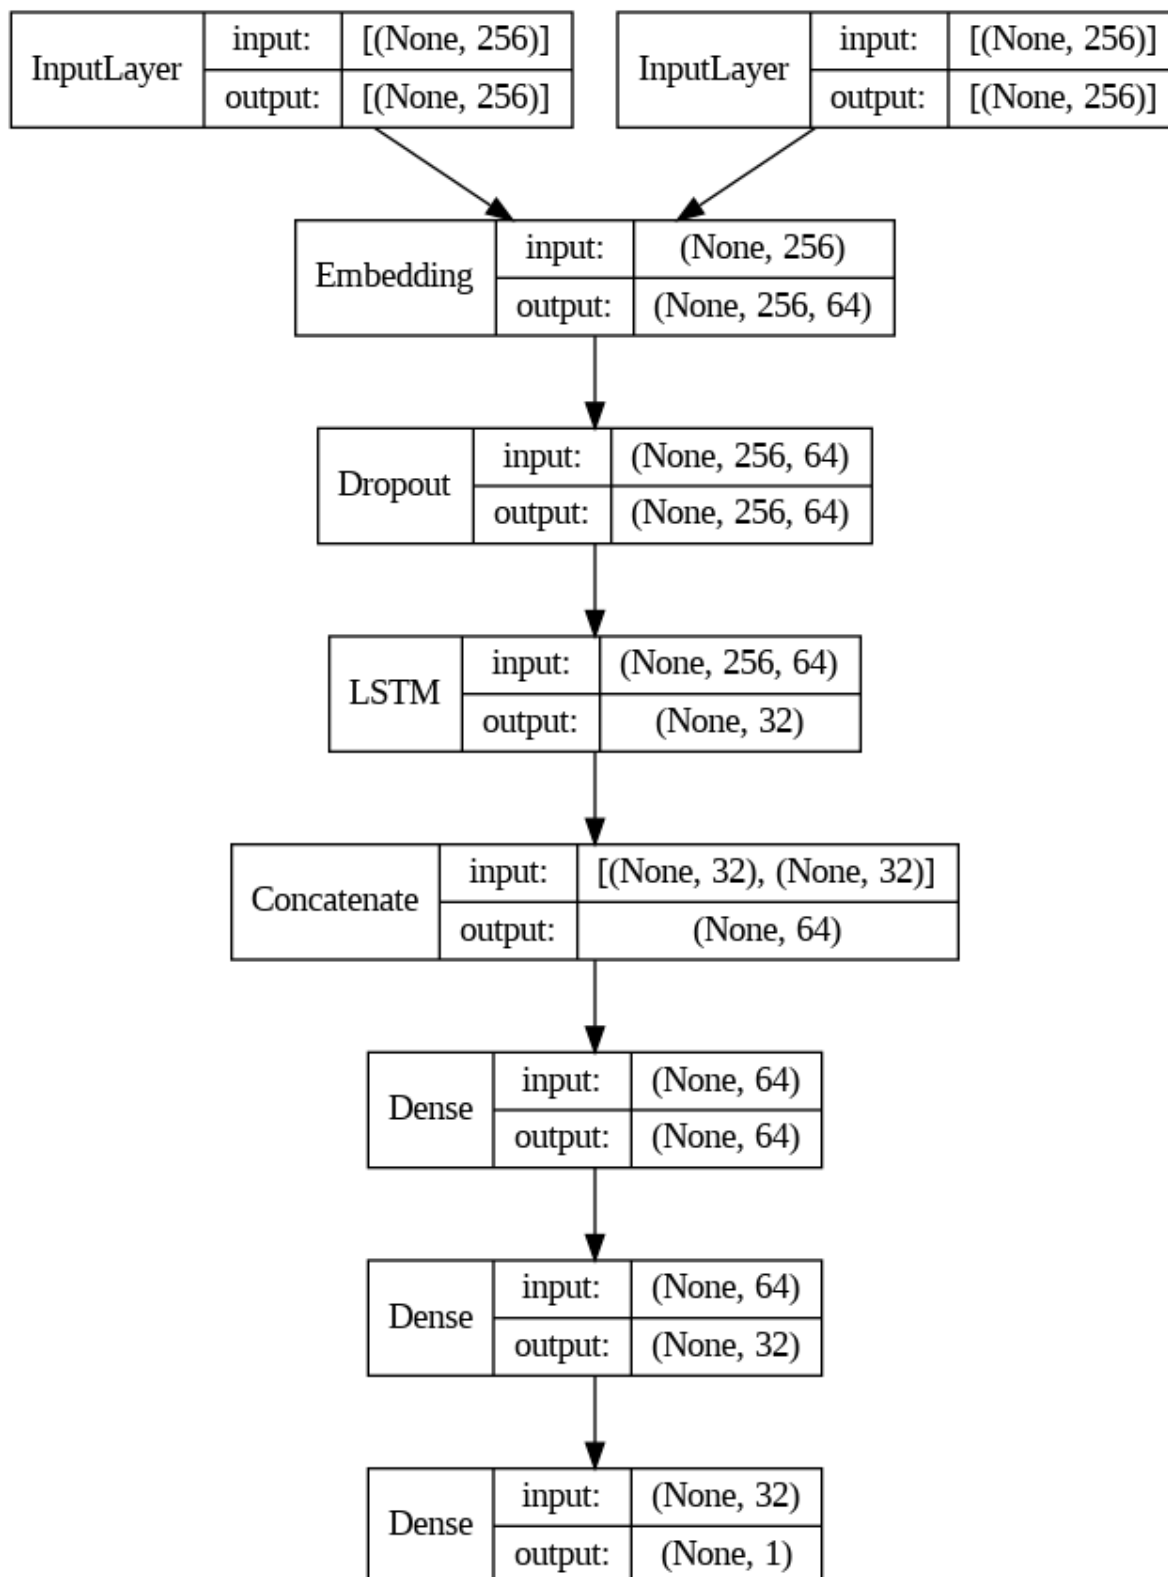 InputLayer input: [(None, 256)]
output: [(None, 256)]
InputLayer input: [(None, 256)]
output: [(None, 256)]
Embedding input: (None, 256)
output: (None, 256, 64)
Dropout input: (None, 256, 64)
output: (None, 256, 64)
LSTM input: (None, 256, 64)
output: (None, 32)
Concatenate input: [(None, 32), (None, 32)]
output: (None, 64)
Dense input: (None, 64)
output: (None, 64)
Dense input: (None, 64)
output: (None, 32)
Dense input: (None, 32)
output: (None, 1)